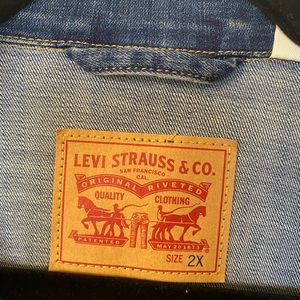 LEVI STRAUSS & CO.
SAN FRANCISCO
CAL.
ORIGINAL RIVETED
QUALITY CLOTHING
PATENTED MAY 20 1873
SIZE 2X